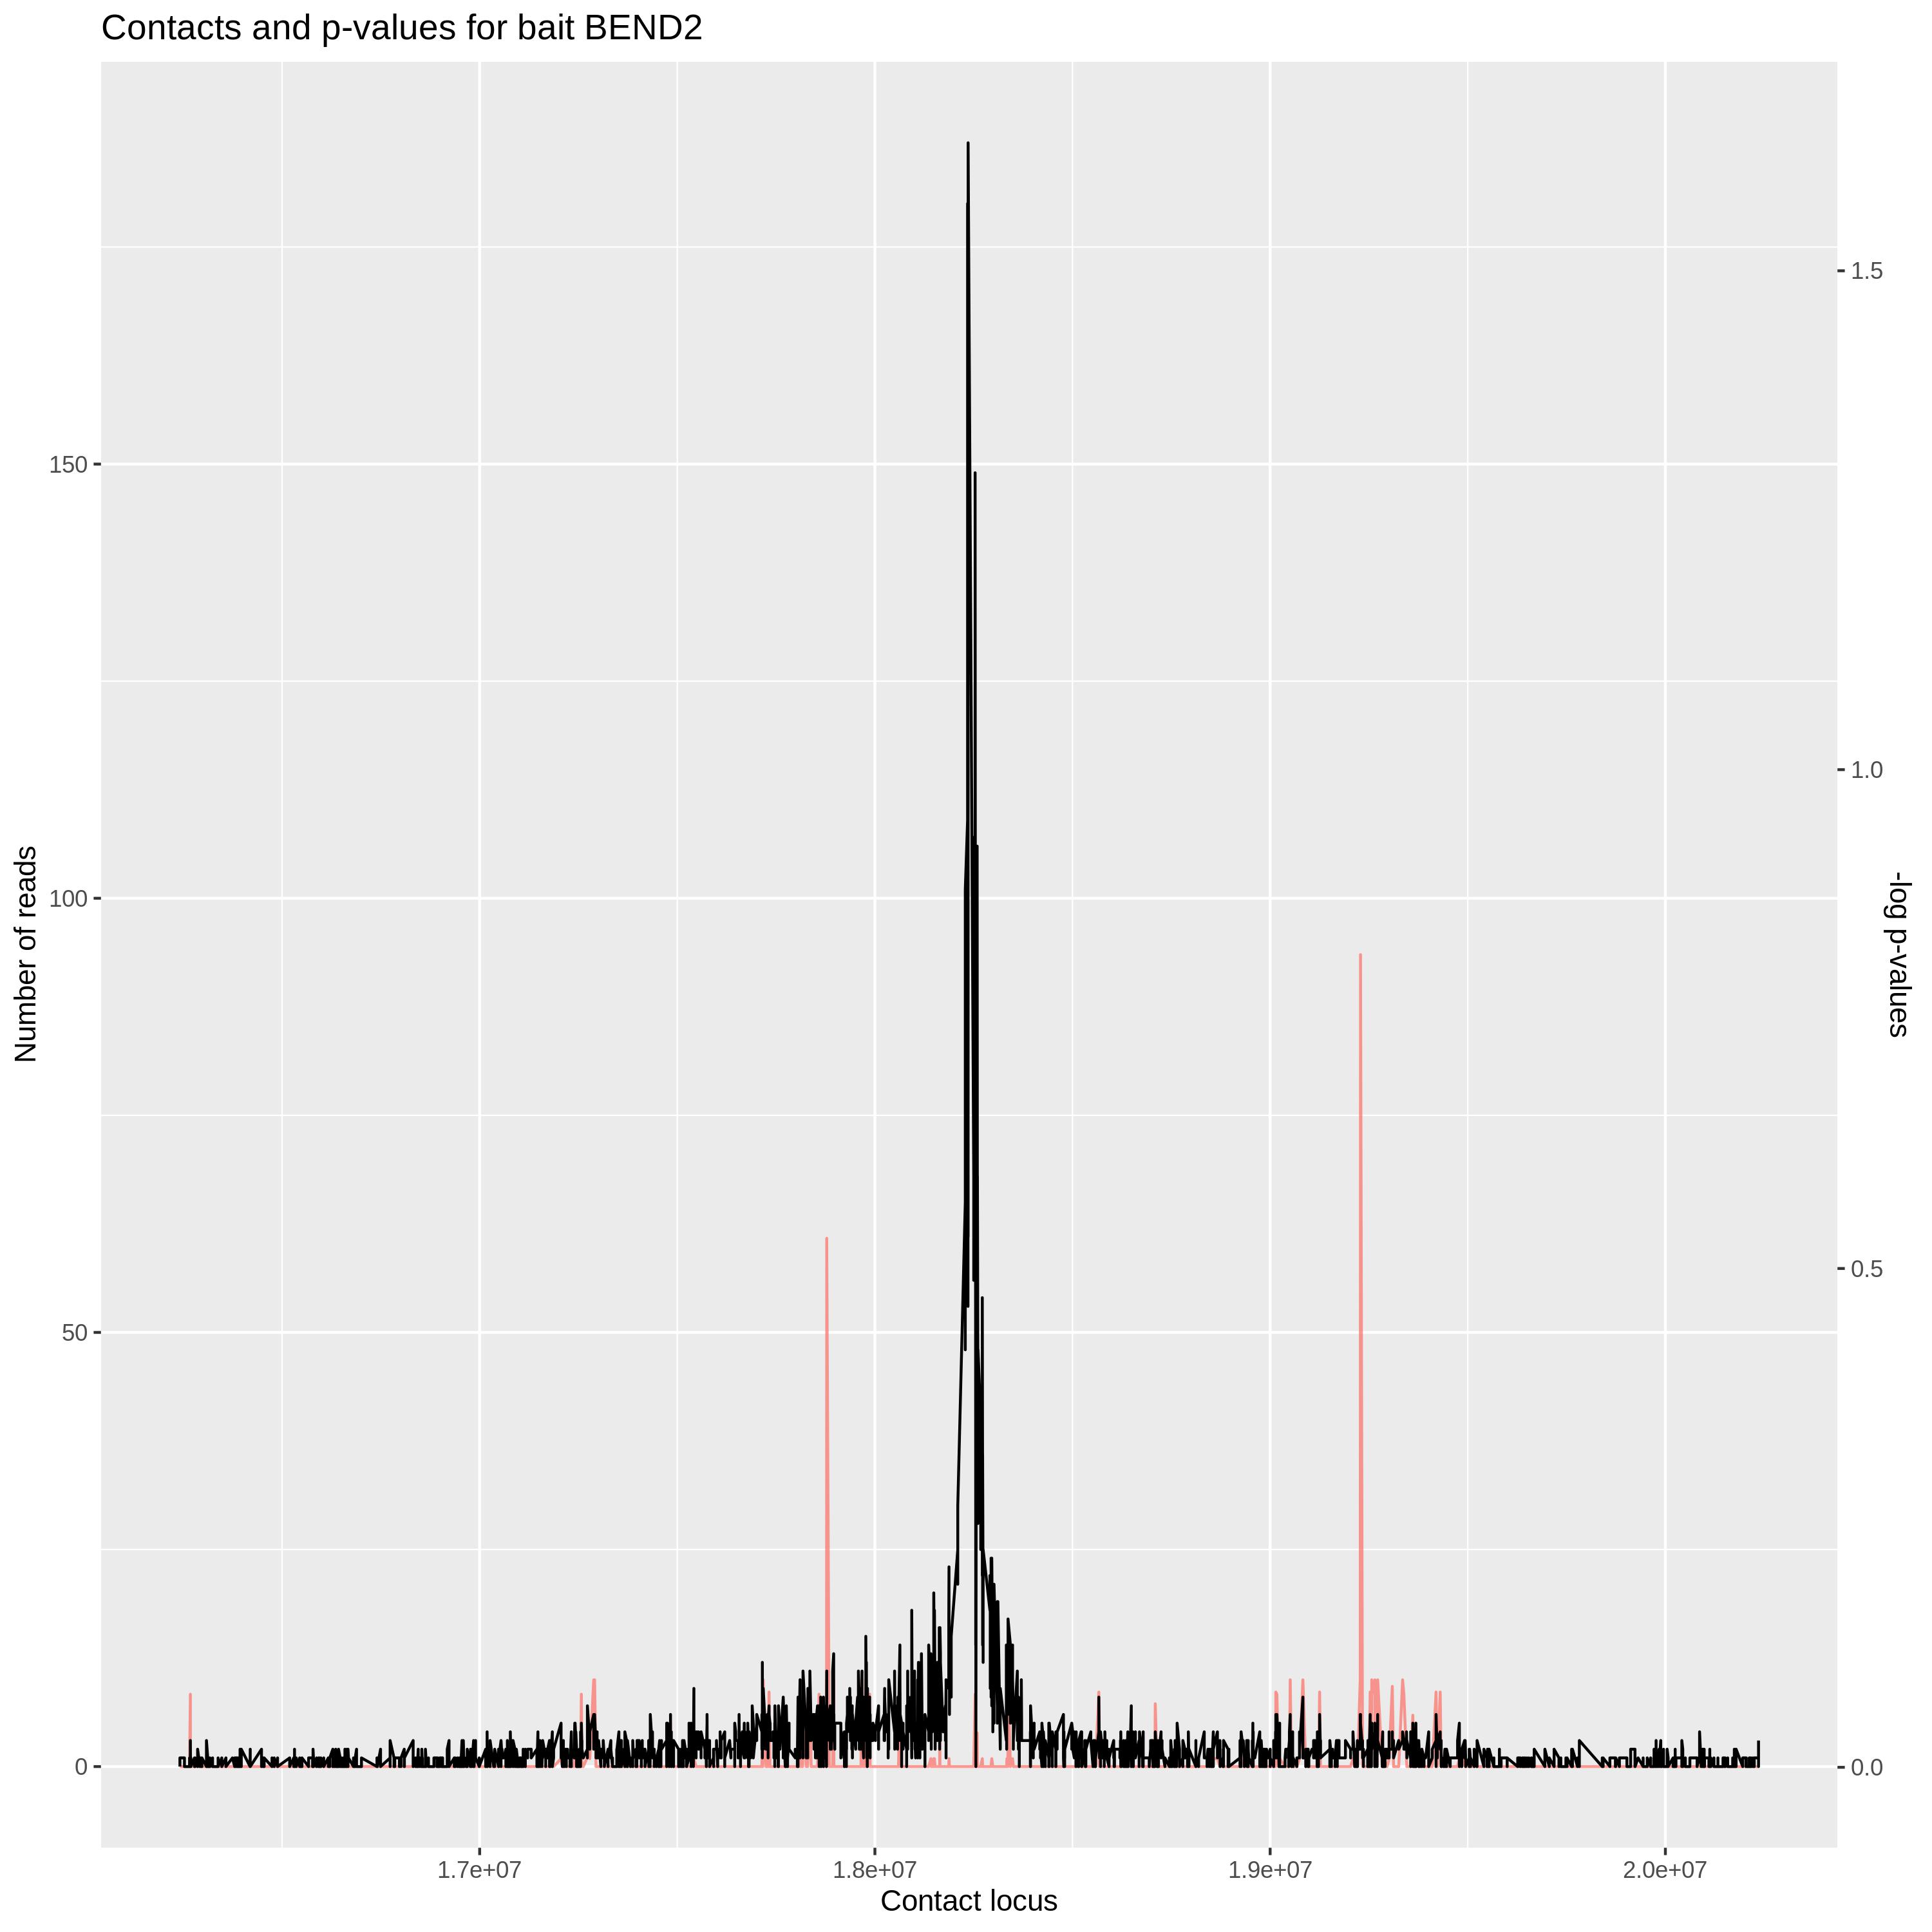 Contacts and p-values for bait BEND2
Number of reads
150
100
50
0
1.5
1.0
0.5
0.0
-log p-values
1.7e+07
1.8e+07
1.9e+07
2.0e+07
Contact locus